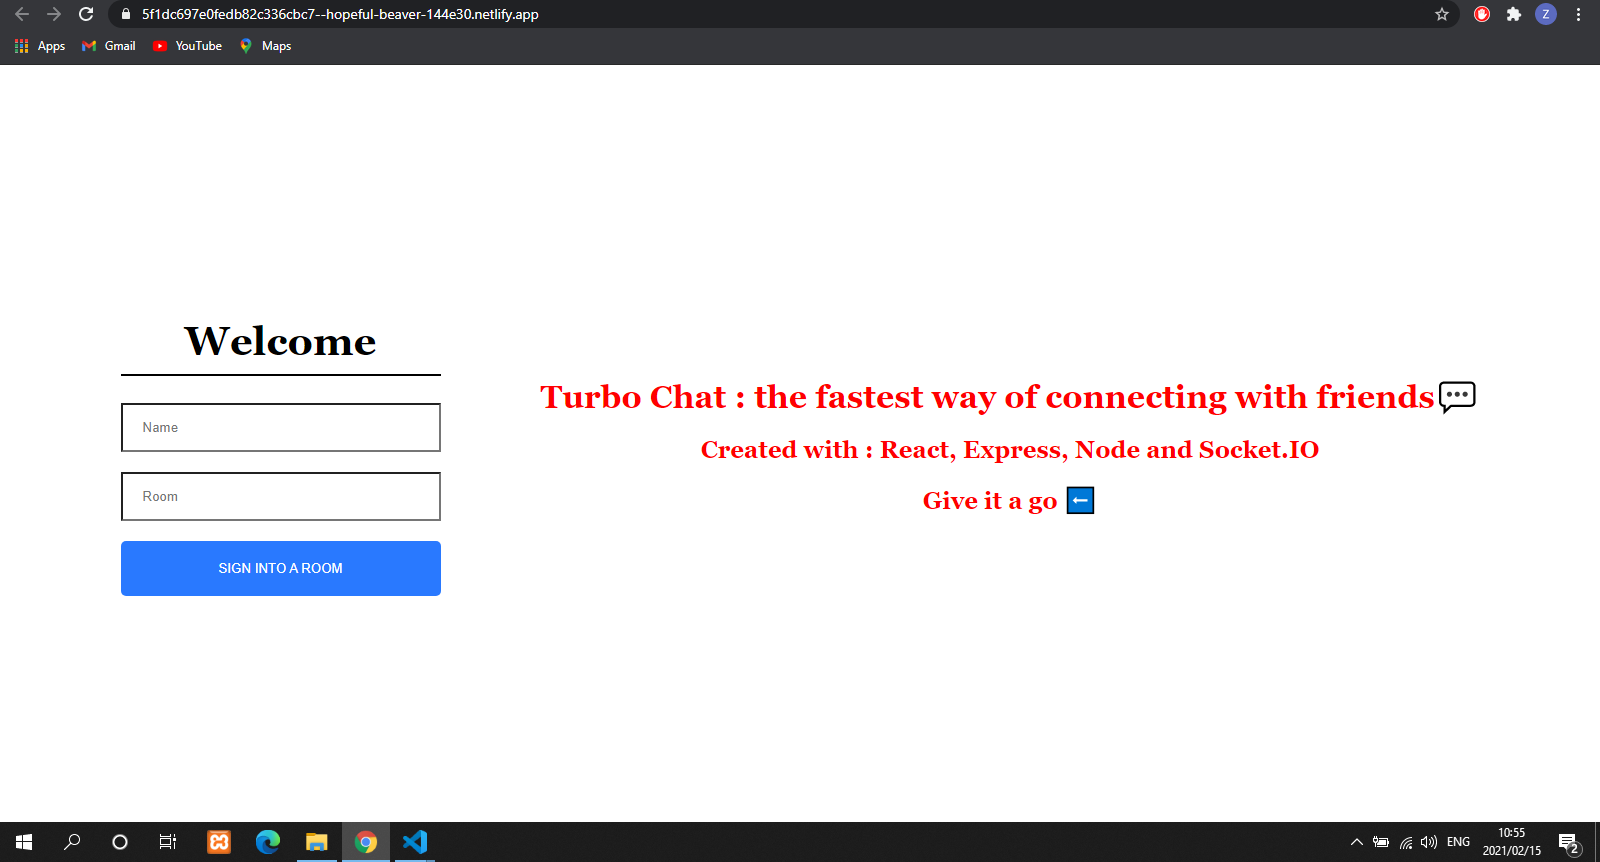 5f1dc697e0fedb82c336cbc7--hopeful-beaver-144e30.netlify.app
Z
Apps Gmail YouTube Maps
Welcome
Name
Room
SIGN INTO A ROOM
Turbo Chat : the fastest way of connecting with friends
Created with : React, Express, Node and Socket.IO
Give it a go
ENG
10:55
2021/02/15
2